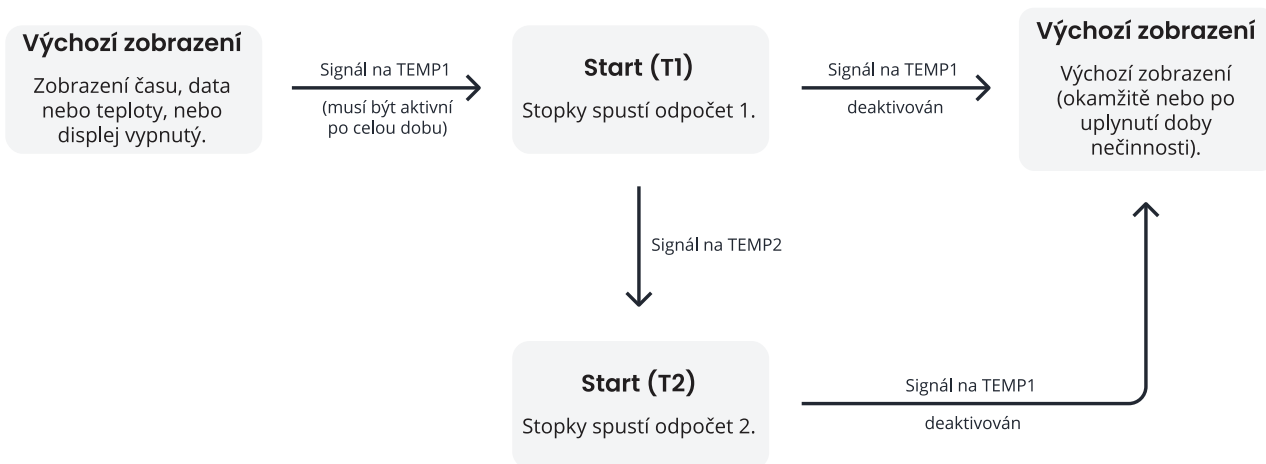 Výchozí zobrazení
Zobrazení času, data
nebo teploty, nebo
displej vypnutý.
Signál na TEMP1
(musí být aktivní
po celou dobu)
Start (T1)
Stopky spustí odpočet 1.
Signál na TEMP1
deaktivován
Výchozí zobrazení
Výchozí zobrazení
(okamžitě nebo po
uplynutí doby
nečinnosti).
Signál na TEMP2
Start (T2)
Stopky spustí odpočet 2.
Signál na TEMP1
deaktivován